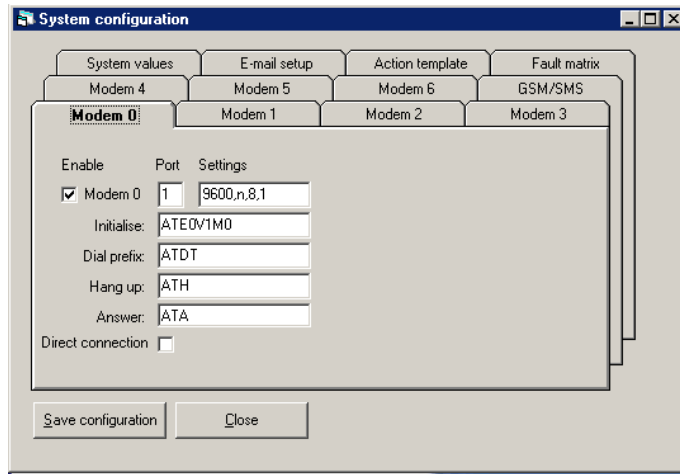 System configuration
System values E-mail setup Action template Fault matrix
Modem 4 Modem 5 Modem 6 GSM/SMS
Modem 0 Modem 1 Modem 2 Modem 3
Enable Port Settings
Modem 0 1 9600,n,8,1
Initialise: ATE0V1M0
Dial prefix: ATDT
Hang up: ATH
Answer: ATA
Direct connection
Save configuration Close